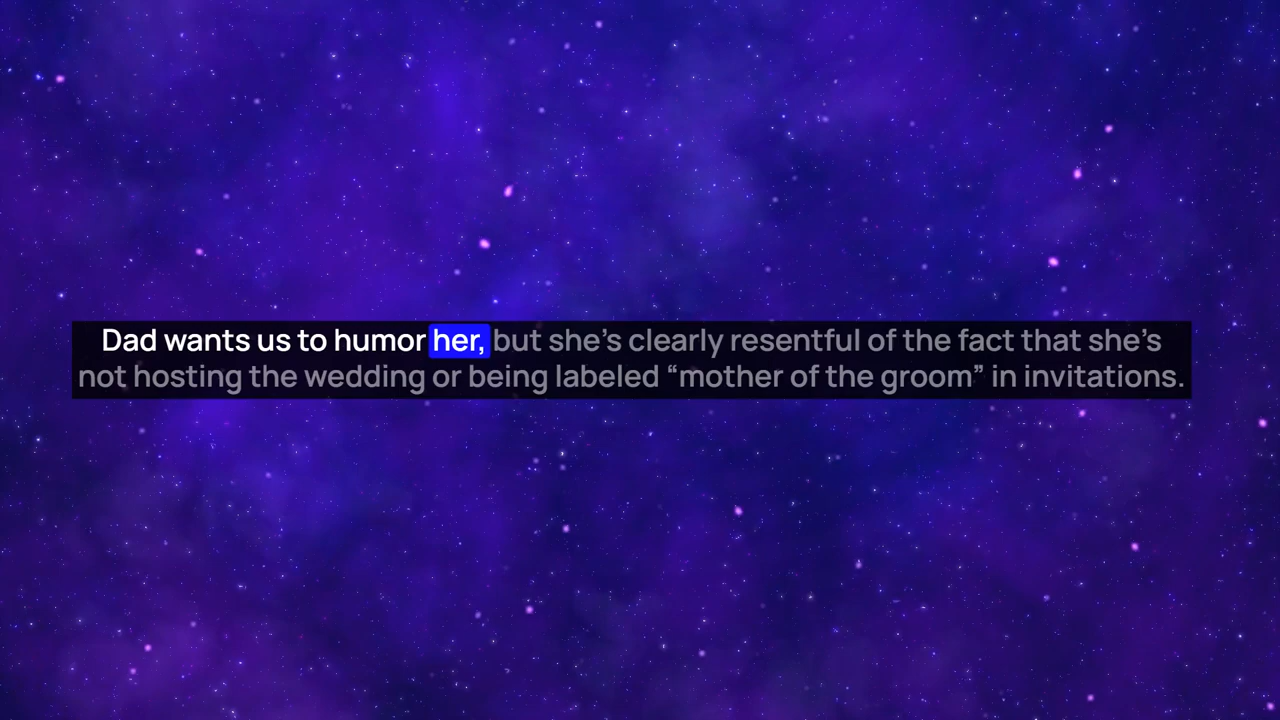 Dad wants us to humor her, but she’s clearly resentful of the fact that she’s
not hosting the wedding or being labeled “mother of the groom” in invitations.